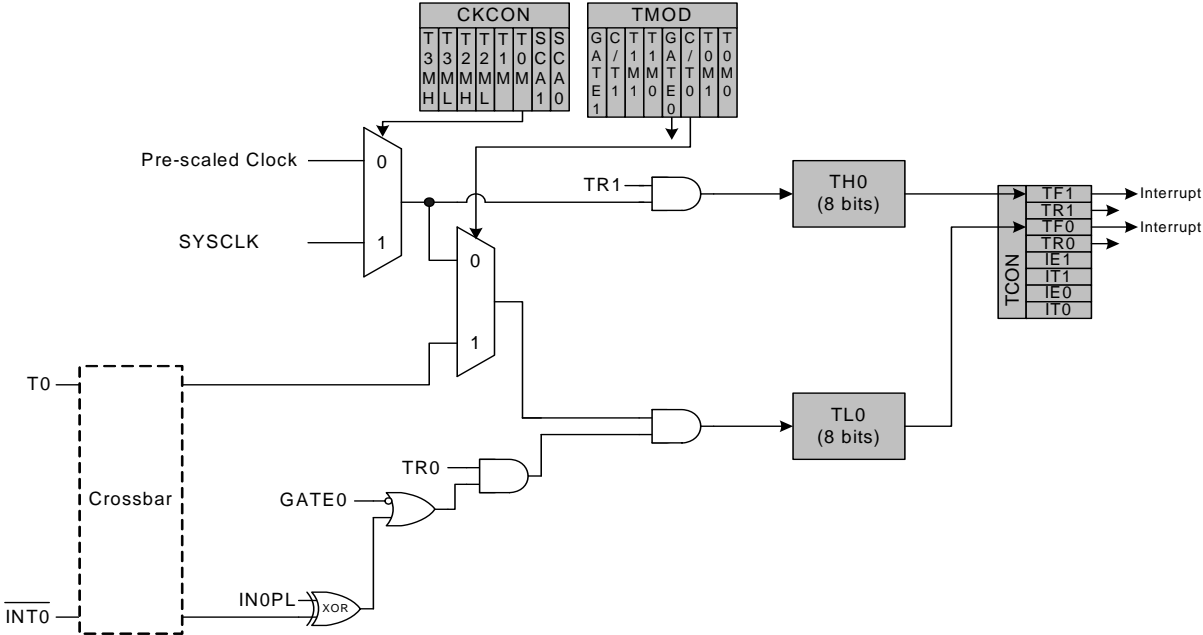 CKCON
T3MH T3ML T2MH T2ML T1M T0M SCA1 SCA0
TMOD
GATE1 C/T1 T1M1 T1M0 GATE0 C/T0 T0M1 T0M0
Pre-scaled Clock
0
SYSCLK
1
TR1
TH0
(8 bits)
TCON
TF1
TR1
TF0
TR0
IE1
IT1
IE0
IT0
Interrupt
Interrupt
0
1
T0
Crossbar
INT0
TL0
(8 bits)
TR0
GATE0
IN0PL
XOR